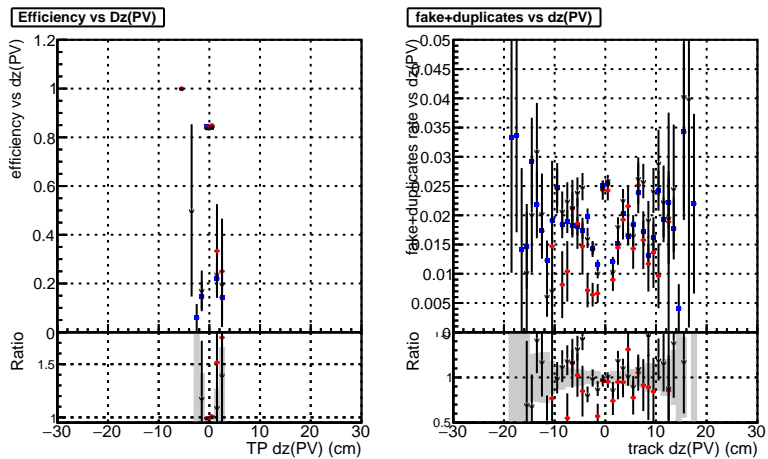 Efficiency vs Dz(PV)
efficiency vs dz(PV)
1.2
1
0.8
0.6
0.4
0.2
0
Ratio
1.5
1
−30 −20 −10 0 10 20 30
TP dz(PV) (cm)
fake+duplicates vs dz(PV)
fake+duplicates rate vs dz(PV)
0.05
0.045
0.04
0.035
0.03
0.025
0.02
0.015
0.01
0.005
Ratio
1
0.5
−30 −20 −10 0 10 20 30
track dz(PV) (cm)